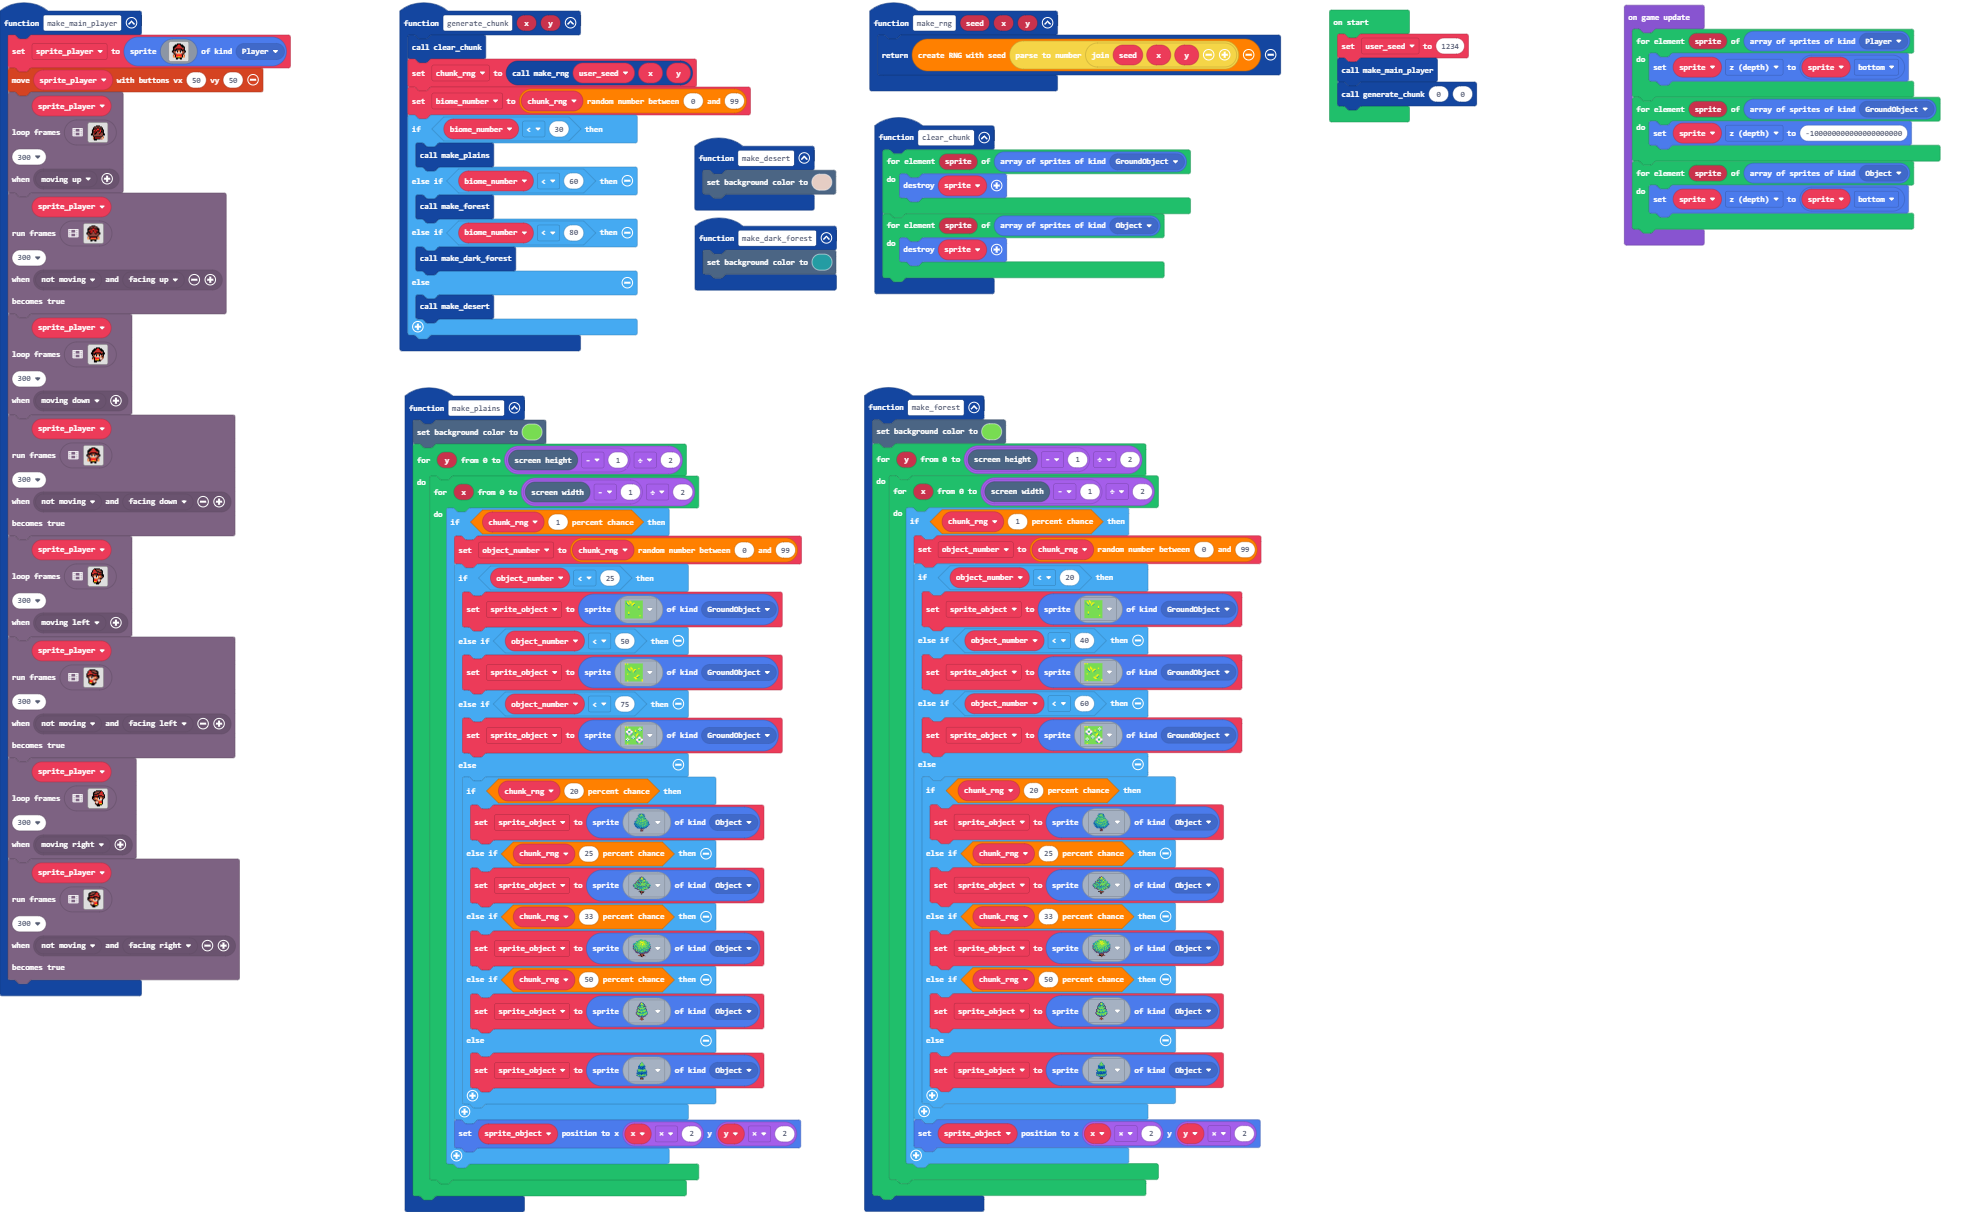 function make_main_player
set sprite_player to sprite of kind Player
move sprite_player with buttons vx 50 vy 50
sprite_player
loop frames
300
when moving up
sprite_player
run frames
300
when not moving and facing up
becomes true
sprite_player
loop frames
300
when moving down
sprite_player
run frames
300
when not moving and facing down
becomes true
sprite_player
loop frames
300
when moving left
sprite_player
run frames
300
when not moving and facing left
becomes true
sprite_player
loop frames
300
when moving right
sprite_player
run frames
300
when not moving and facing right
becomes true
function generate_chunk x y
call clear_chunk
set chunk_rng to call make_rng user_seed x y
set biome_number to chunk_rng random number between 0 and 99
if biome_number < 30 then
call make_plains
else if biome_number < 60 then
call make_forest
else if biome_number < 80 then
call make_dark_forest
else
call make_desert
function make_desert
set background color to
function make_dark_forest
set background color to
function make_rng seed x y
return create RNG with seed parse to number join seed x y
function clear_chunk
for element sprite of array of sprites of kind GroundObject
do
destroy sprite
for element sprite of array of sprites of kind Object
do
destroy sprite
on start
set user_seed to 1234
call make_main_player
call generate_chunk 0 0
on game update
for element sprite of array of sprites of kind Player
do
set sprite z (depth) to sprite bottom
for element sprite of array of sprites of kind GroundObject
do
set sprite z (depth) to
for element sprite of array of sprites of kind Object
do
set sprite z (depth) to sprite bottom
function make_plains
set background color to
for y from 0 to screen height - 1 ÷ 2
do
for x from 0 to screen width - 1 ÷ 2
do
if chunk_rng 1 percent chance then
set object_number to chunk_rng random number between 0 and 99
if object_number < 25 then
set sprite_object to sprite of kind GroundObject
else if object_number < 50 then
set sprite_object to sprite of kind GroundObject
else if object_number < 75 then
set sprite_object to sprite of kind GroundObject
else
if chunk_rng 20 percent chance then
set sprite_object to sprite of kind Object
else if chunk_rng 25 percent chance then
set sprite_object to sprite of kind Object
else if chunk_rng 33 percent chance then
set sprite_object to sprite of kind Object
else if chunk_rng 50 percent chance then
set sprite_object to sprite of kind Object
else
set sprite_object to sprite of kind Object
set sprite_object position to x x × 2 y y × 2
function make_forest
set background color to
for y from 0 to screen height - 1 ÷ 2
do
for x from 0 to screen width - 1 ÷ 2
do
if chunk_rng 1 percent chance then
set object_number to chunk_rng random number between 0 and 99
if object_number < 20 then
set sprite_object to sprite of kind GroundObject
else if object_number < 40 then
set sprite_object to sprite of kind GroundObject
else if object_number < 60 then
set sprite_object to sprite of kind GroundObject
else
if chunk_rng 20 percent chance then
set sprite_object to sprite of kind Object
else if chunk_rng 25 percent chance then
set sprite_object to sprite of kind Object
else if chunk_rng 33 percent chance then
set sprite_object to sprite of kind Object
else if chunk_rng 50 percent chance then
set sprite_object to sprite of kind Object
else
set sprite_object to sprite of kind Object
set sprite_object position to x x × 2 y y × 2